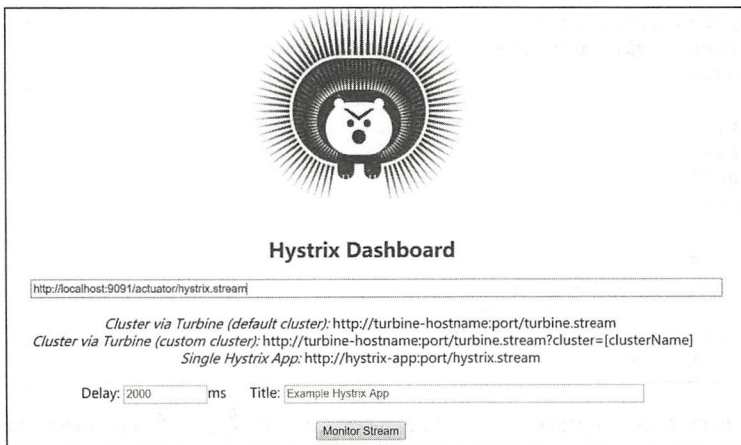 Hystrix Dashboard
http://localhost:9091/actuator/hystrix.stream
Cluster via Turbine (default cluster): http://turbine-hostname:port/turbine.stream
Cluster via Turbine (custom cluster): http://turbine-hostname:port/turbine.stream?cluster=[clusterName]
Single Hystrix App: http://hystrix-app:port/hystrix.stream
Delay: 2000 ms Title: Example Hystrix App
Monitor Stream